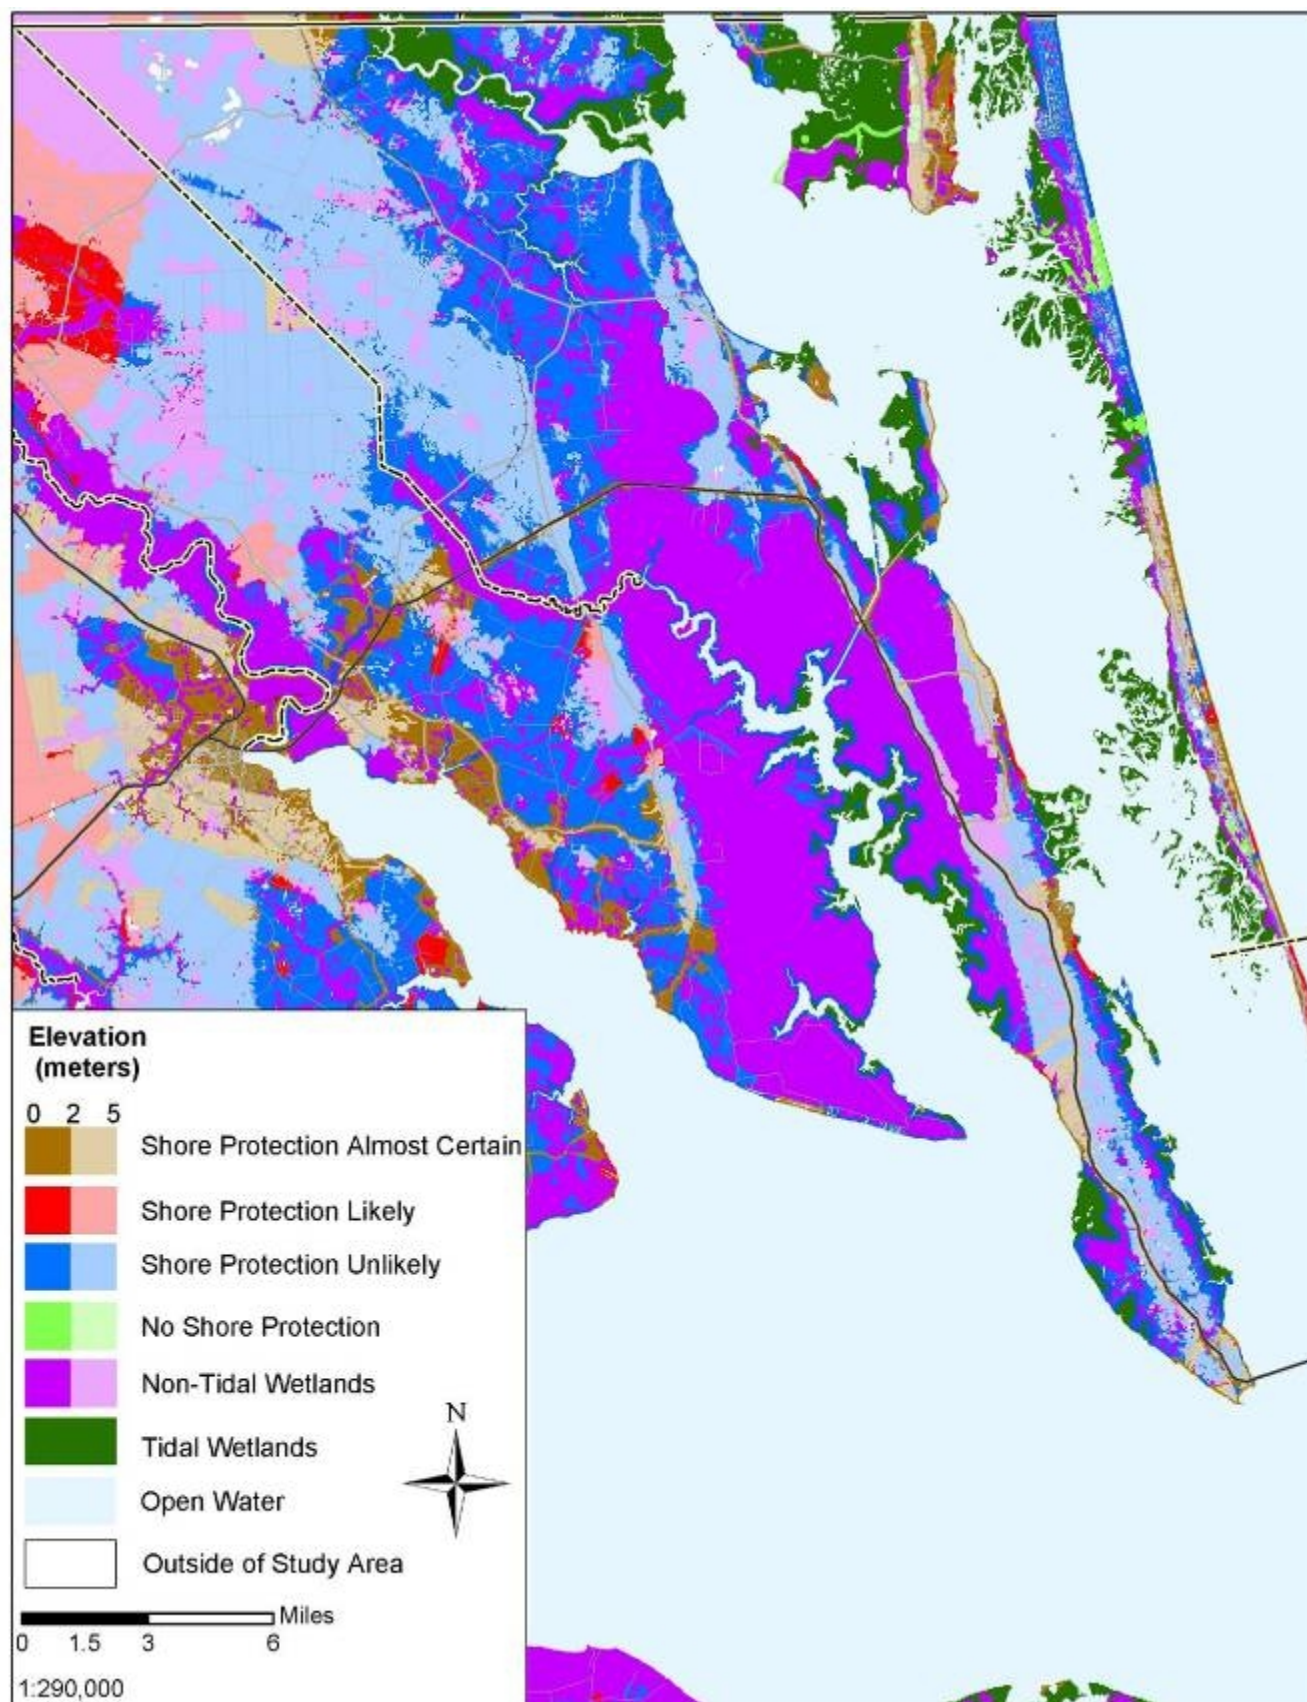 Elevation
(meters)
0 2 5
Shore Protection Almost Certain
Shore Protection Likely
Shore Protection Unlikely
No Shore Protection
Non-Tidal Wetlands
N
Tidal Wetlands
Open Water
Outside of Study Area
Miles
0 1.5 3 6
1:290,000